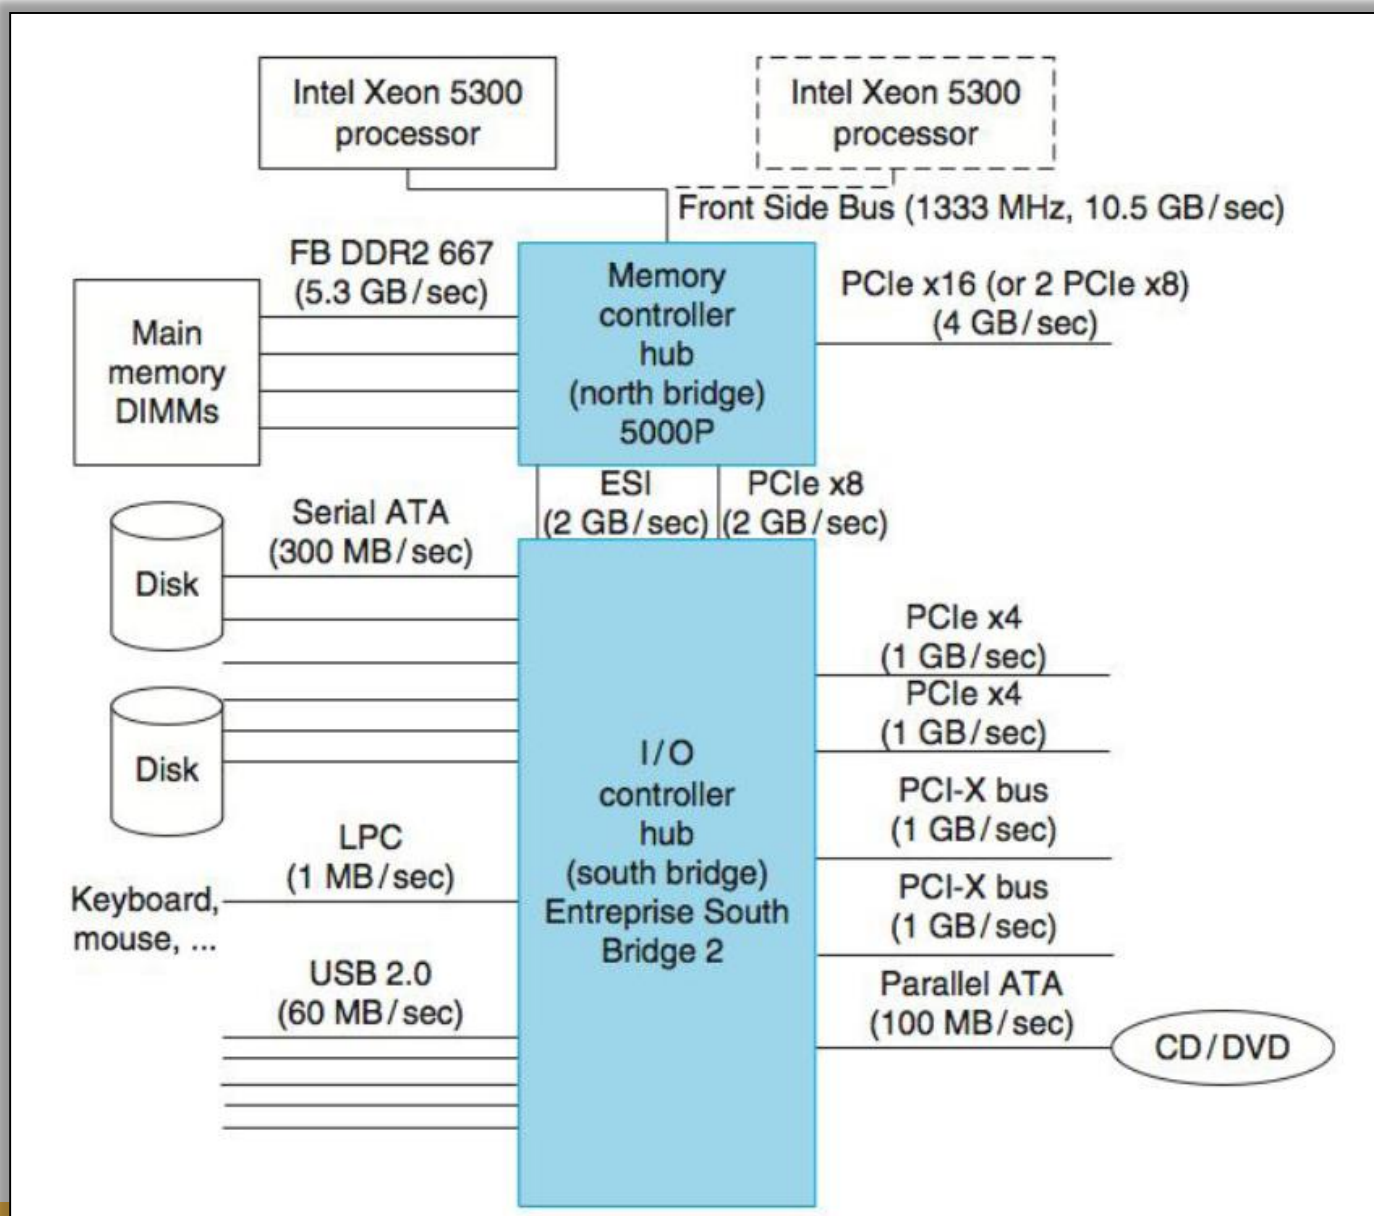 Intel Xeon 5300
processor
Intel Xeon 5300
processor
Front Side Bus (1333 MHz, 10.5 GB/sec)
FB DDR2 667
(5.3 GB/sec)
Main
memory
DIMMs
Memory
controller
hub
(north bridge)
5000P
PCIe x16 (or 2 PCIe x8)
(4 GB/sec)
ESI
(2 GB/sec)
PCIe x8
(2 GB/sec)
Serial ATA
(300 MB/sec)
Disk
Disk
LPC
(1 MB/sec)
Keyboard,
mouse, ...
USB 2.0
(60 MB/sec)
I/O
controller
hub
(south bridge)
Entreprise South
Bridge 2
PCIe x4
(1 GB/sec)
PCIe x4
(1 GB/sec)
PCI-X bus
(1 GB/sec)
PCI-X bus
(1 GB/sec)
Parallel ATA
(100 MB/sec)
CD/DVD